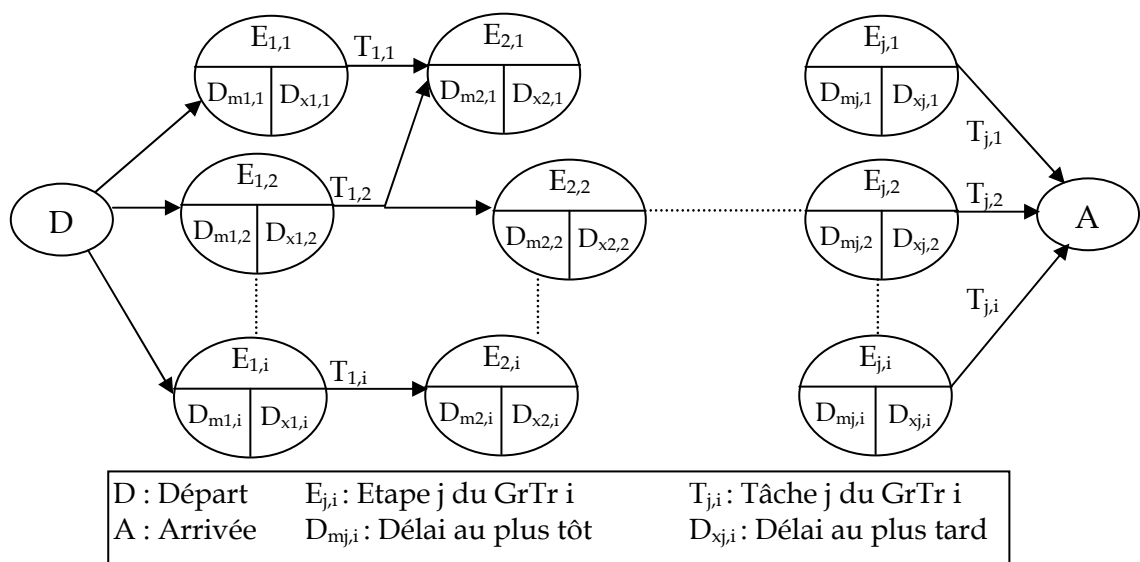 E1,1
Dm1,1 Dx1,1
T1,1
E2,1
Dm2,1 Dx2,1
Ej,1
Dmj,1 Dxj,1
Tj,1
D
E1,2
Dm1,2 Dx1,2
T1,2
E2,2
Dm2,2 Dx2,2
Ej,2
Dmj,2 Dxj,2
Tj,2
A
E1,i
Dm1,i Dx1,i
T1,i
E2,i
Dm2,i Dx2,i
Ej,i
Dmj,i Dxj,i
Tj,i
D : Départ Ej,i : Etape j du GrTr i Tj,i : Tâche j du GrTr i
A : Arrivée Dmj,i : Délai au plus tôt Dxj,i : Délai au plus tard